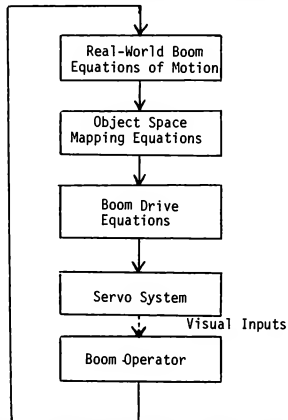 Real-World Boom
Equations of Motion
Object Space
Mapping Equations
Boom Drive
Equations
Servo System
Visual Inputs
Boom Operator